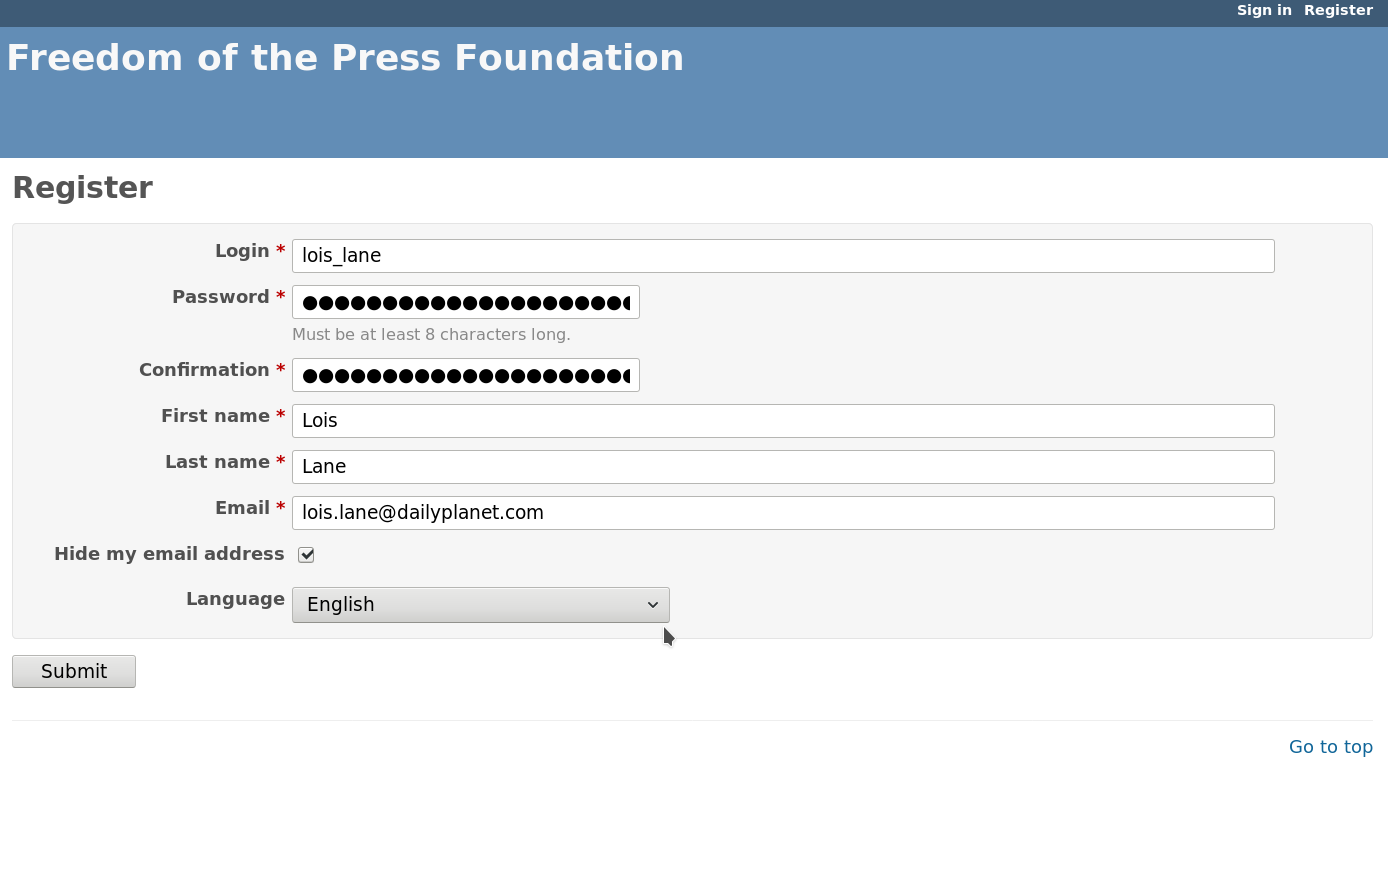 Sign in Register
Freedom of the Press Foundation
Register
Login * lois_lane
Password * ●●●●●●●●●●●●●●●●●●●●●
Must be at least 8 characters long.
Confirmation * ●●●●●●●●●●●●●●●●●●●●●
First name * Lois
Last name * Lane
Email * lois.lane@dailyplanet.com
Hide my email address
Language English
Submit
Go to top